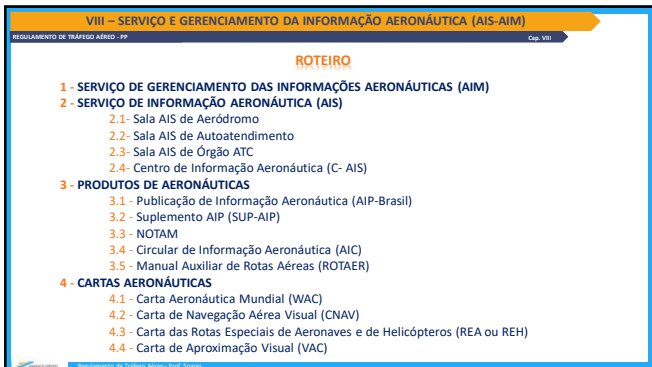 VIII – SERVIÇO E GERENCIAMENTO DA INFORMAÇÃO AERONÁUTICA (AIS-AIM)
REGULAMENTO DE TRÁFEGO AÉREO - PP Cap. VIII
ROTEIRO
1 - SERVIÇO DE GERENCIAMENTO DAS INFORMAÇÕES AERONÁUTICAS (AIM)
2 - SERVIÇO DE INFORMAÇÃO AERONÁUTICA (AIS)
2.1- Sala AIS de Aeródromo
2.2- Sala AIS de Autoatendimento
2.3- Sala AIS de Órgão ATC
2.4- Centro de Informação Aeronáutica (C- AIS)
3 - PRODUTOS DE AERONÁUTICAS
3.1 - Publicação de Informação Aeronáutica (AIP-Brasil)
3.2 - Suplemento AIP (SUP-AIP)
3.3 - NOTAM
3.4 - Circular de Informação Aeronáutica (AIC)
3.5 - Manual Auxiliar de Rotas Aéreas (ROTAER)
4 - CARTAS AERONÁUTICAS
4.1 - Carta Aeronáutica Mundial (WAC)
4.2 - Carta de Navegação Aérea Visual (CNAV)
4.3 - Carta das Rotas Especiais de Aeronaves e de Helicópteros (REA ou REH)
4.4 - Carta de Aproximação Visual (VAC)
Regulamento de Tráfego Aéreo– Prof.